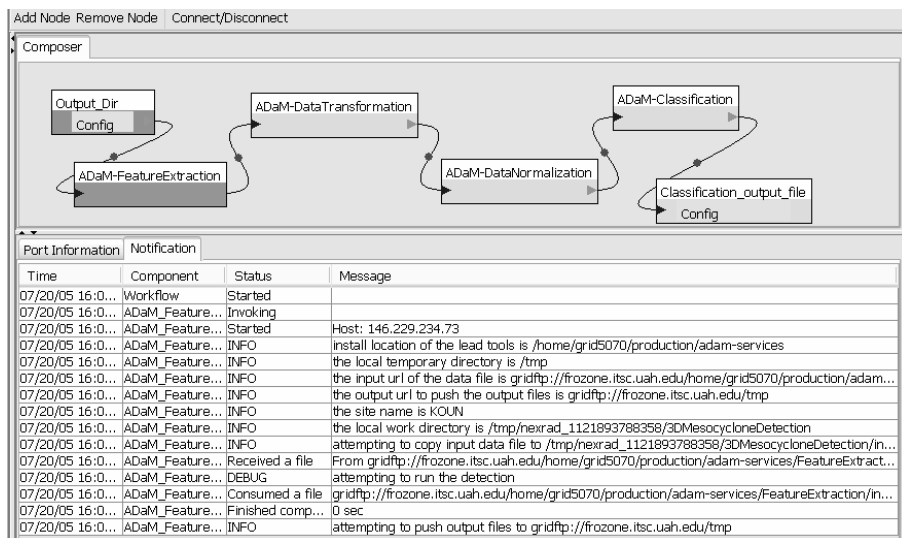 Add Node Remove Node Connect/Disconnect
Composer
Output_Dir
Config
ADaM-FeatureExtraction
ADaM-DataTransformation
ADaM-DataNormalization
ADaM-Classification
Classification_output_file
Config
Port Information Notification
Time Component Status Message
07/20/05 16:0... Workflow Started
07/20/05 16:0... ADaM_Feature... Invoking
07/20/05 16:0... ADaM_Feature... Started Host: 146.229.234.73
07/20/05 16:0... ADaM_Feature... INFO install location of the lead tools is /home/grid5070/production/adam-services
07/20/05 16:0... ADaM_Feature... INFO the local temporary directory is /tmp
07/20/05 16:0... ADaM_Feature... INFO the input url of the data file is gridftp://frozone.itsc.uah.edu/home/grid5070/production/adam...
07/20/05 16:0... ADaM_Feature... INFO the output url to push the output files is gridftp://frozone.itsc.uah.edu/tmp
07/20/05 16:0... ADaM_Feature... INFO the site name is KOUN
07/20/05 16:0... ADaM_Feature... INFO the local work directory is /tmp/nexrad_1121893788358/3DMesocycloneDetection
07/20/05 16:0... ADaM_Feature... INFO attempting to copy input data file to /tmp/nexrad_1121893788358/3DMesocycloneDetection/in...
07/20/05 16:0... ADaM_Feature... Received a file From gridftp://frozone.itsc.uah.edu/home/grid5070/production/adam-services/FeatureExtract...
07/20/05 16:0... ADaM_Feature... DEBUG attempting to run the detection
07/20/05 16:0... ADaM_Feature... Consumed a file gridftp://frozone.itsc.uah.edu/home/grid5070/production/adam-services/FeatureExtraction/in...
07/20/05 16:0... ADaM_Feature... Finished comp... 0 sec
07/20/05 16:0... ADaM_Feature... INFO attempting to push output files to gridftp://frozone.itsc.uah.edu/tmp